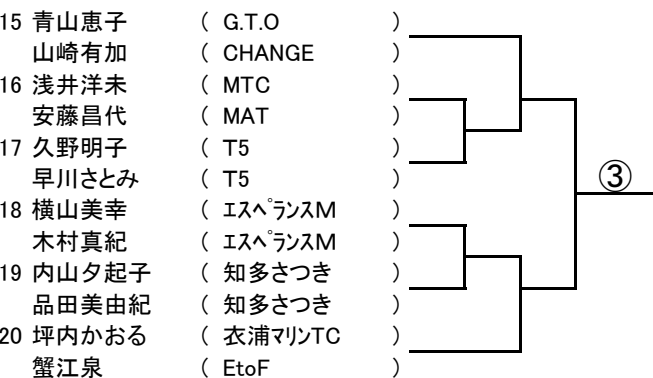 15 青山恵子 ( G.T.O )
山崎有加 ( CHANGE )
16 浅井洋未 ( MTC )
安藤昌代 ( MAT )
17 久野明子 ( T5 )
早川さとみ ( T5 )
③
18 横山美幸 ( ｴｽﾍﾟﾗﾝｽM )
木村真紀 ( ｴｽﾍﾟﾗﾝｽM )
19 内山夕起子 ( 知多さつき )
品田美由紀 ( 知多さつき )
20 坪内かおる ( 衣浦ﾏﾘﾝTC )
蟹江泉 ( EtoF )